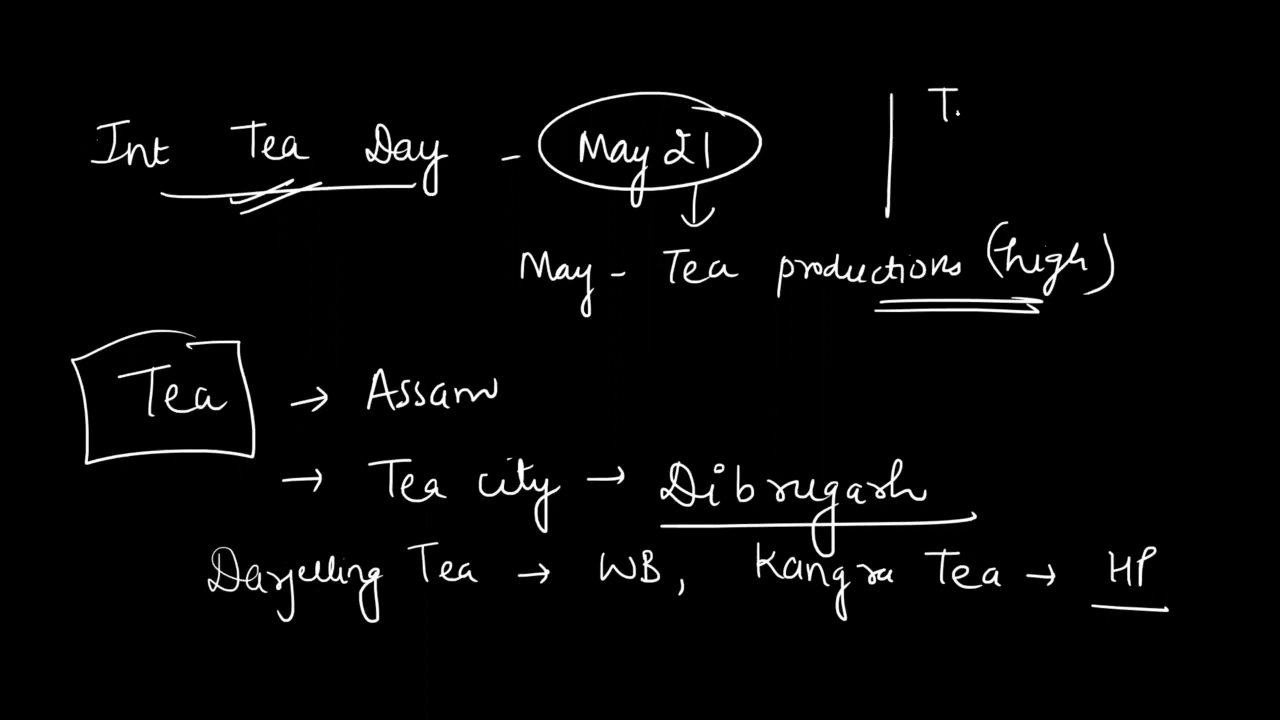 Int Tea Day - May 21
T.
May - Tea productions (high)
Tea → Assam
→ Tea city → Dibrugarh
Darjelling Tea → WB, Kangra Tea → HP